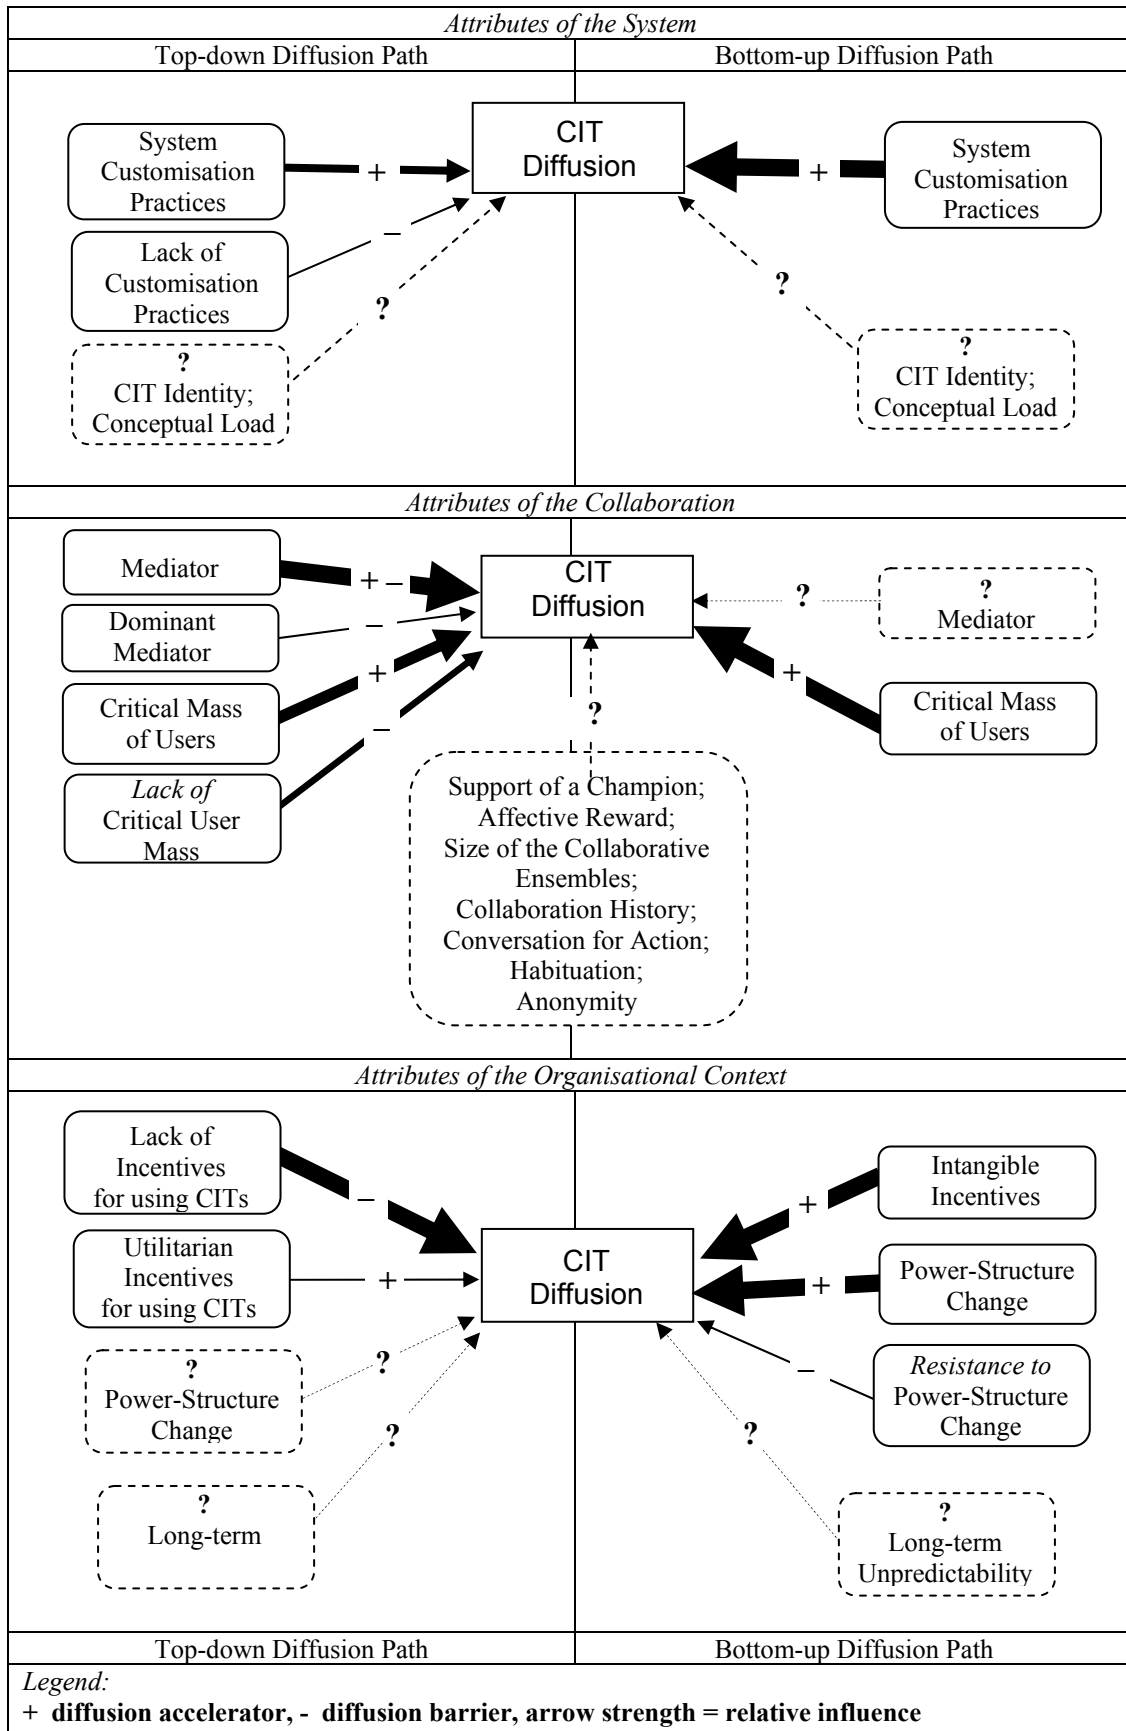 Attributes of the System
Top-down Diffusion Path
Bottom-up Diffusion Path
System
Customisation
Practices
+
CIT
Diffusion
+
System
Customisation
Practices
Lack of
Customisation
Practices
–
?
?
CIT Identity;
Conceptual Load
?
?
CIT Identity;
Conceptual Load
Attributes of the Collaboration
Mediator
+ –
CIT
Diffusion
?
?
Mediator
Dominant
Mediator
–
Critical Mass
of Users
+
+
Critical Mass
of Users
Lack of
Critical User
Mass
–
?
Support of a Champion;
Affective Reward;
Size of the Collaborative
Ensembles;
Collaboration History;
Conversation for Action;
Habituation;
Anonymity
Attributes of the Organisational Context
Lack of
Incentives
for using CITs
–
+
Intangible
Incentives
Utilitarian
Incentives
for using CITs
+
CIT
Diffusion
+
Power-Structure
Change
?
Power-Structure
Change
?
–
Resistance to
Power-Structure
Change
?
Long-term
?
?
?
Long-term
Unpredictability
Top-down Diffusion Path
Bottom-up Diffusion Path
Legend:
+ diffusion accelerator, - diffusion barrier, arrow strength = relative influence